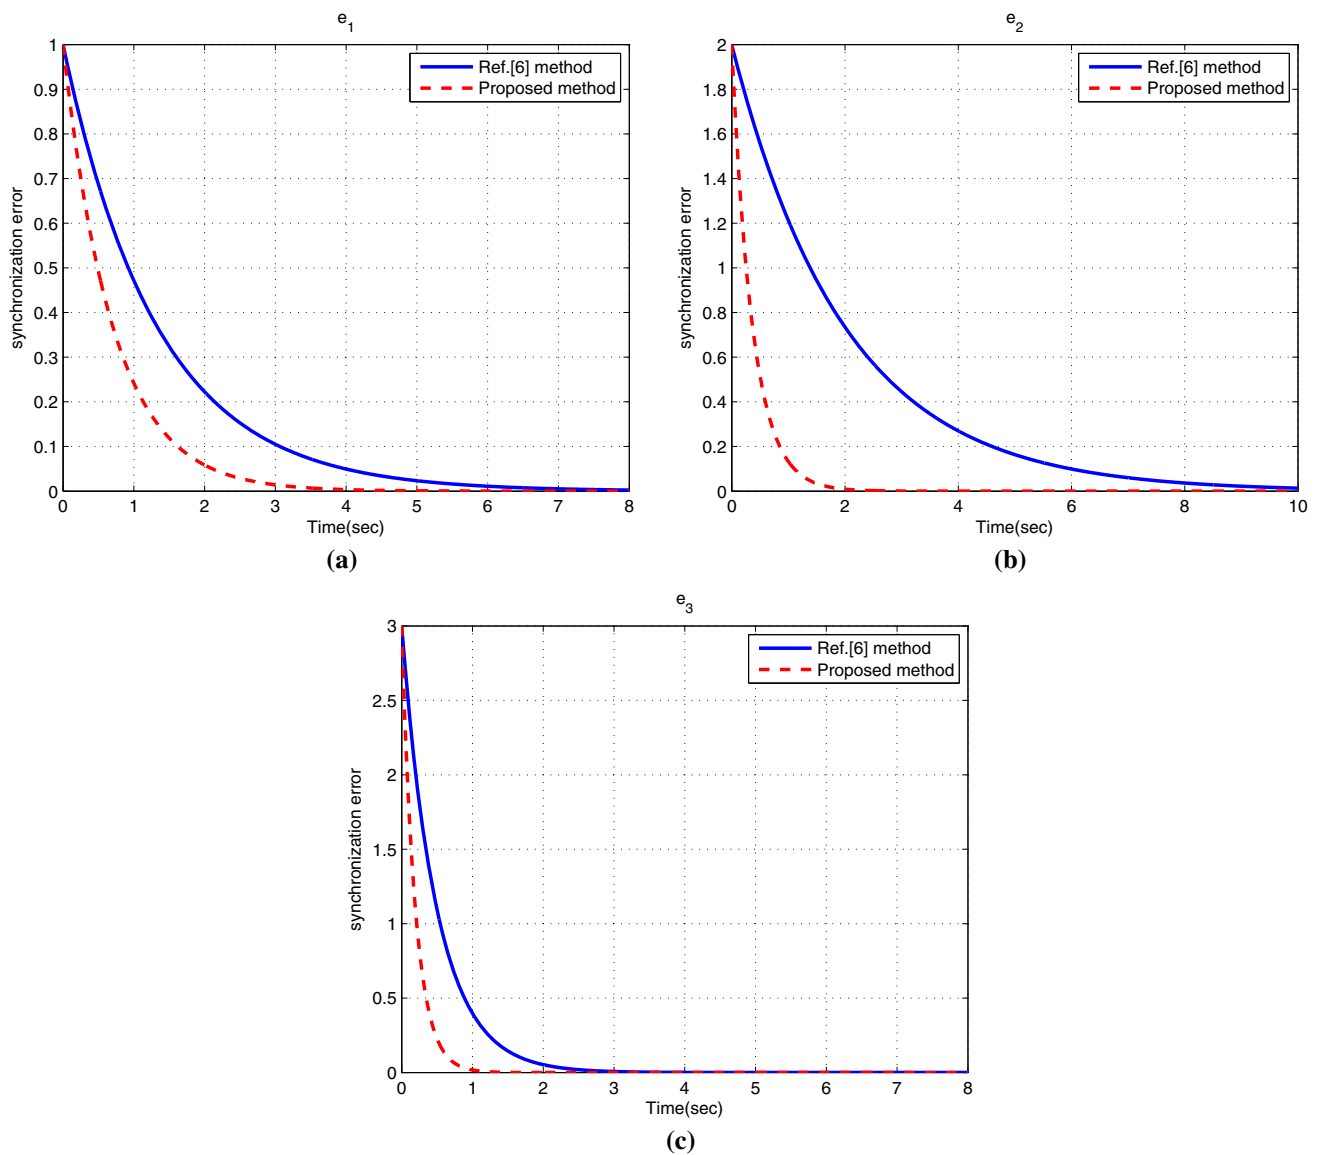 e1
Ref.[6] method
Proposed method
1
0.9
0.8
0.7
0.6
0.5
0.4
0.3
0.2
0.1
0
synchronization error
0 1 2 3 4 5 6 7 8
Time(sec)
(a)
e2
Ref.[6] method
Proposed method
2
1.8
1.6
1.4
1.2
1
0.8
0.6
0.4
0.2
0
synchronization error
0 2 4 6 8 10
Time(sec)
(b)
e3
Ref.[6] method
Proposed method
3
2.5
2
1.5
1
0.5
0
synchronization error
0 1 2 3 4 5 6 7 8
Time(sec)
(c)